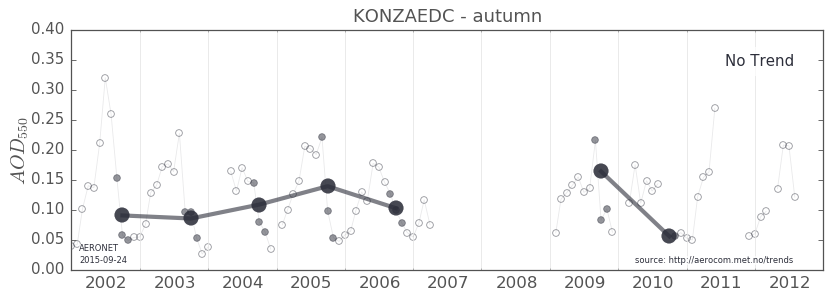 KONZAEDC - autumn
0.40
0.35
0.30
0.25
0.20
0.15
0.10
0.05
0.00
AOD550
No Trend
AERONET
2015-09-24
source: http://aerocom.met.no/trends
2002 2003 2004 2005 2006 2007 2008 2009 2010 2011 2012